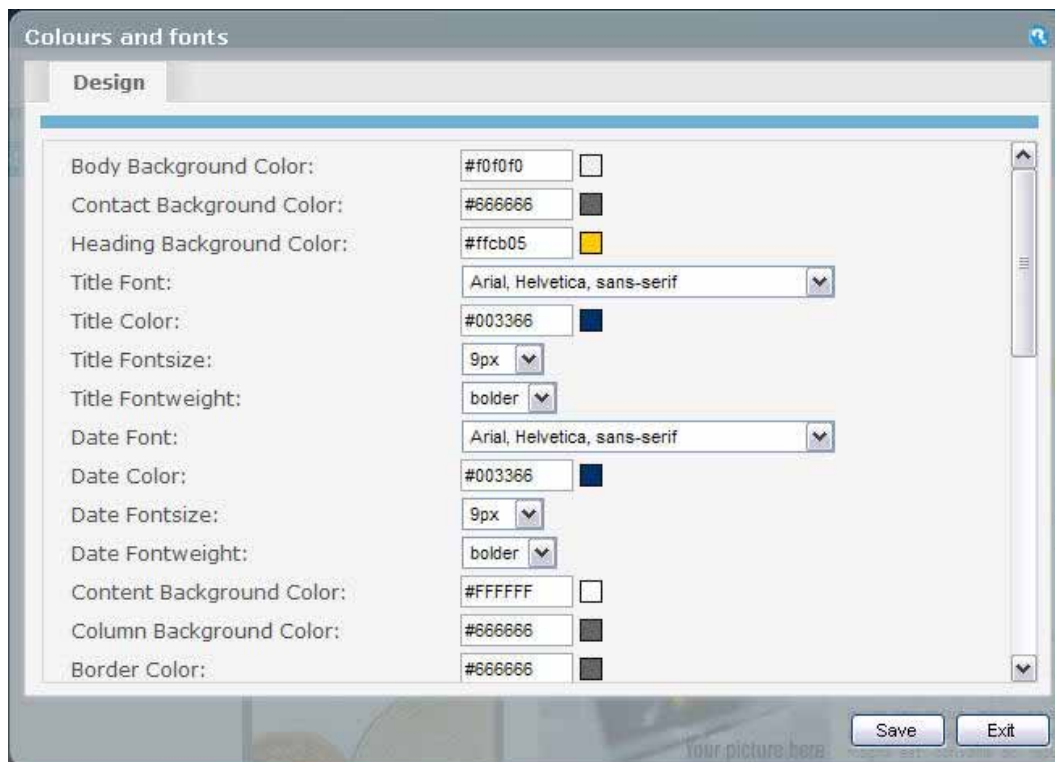 Colours and fonts
Design
Body Background Color: #f0f0f0
Contact Background Color: #666666
Heading Background Color: #ffcb05
Title Font: Arial, Helvetica, sans-serif
Title Color: #003366
Title Fontsize: 9px
Title Fontweight: bolder
Date Font: Arial, Helvetica, sans-serif
Date Color: #003366
Date Fontsize: 9px
Date Fontweight: bolder
Content Background Color: #FFFFFF
Column Background Color: #666666
Border Color: #666666
Save Exit
Your picture here